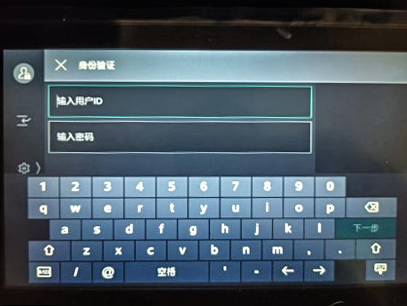 身份验证
输入用户ID
输入密码
1 2 3 4 5 6 7 8 9 0
q w e r t y u i o p
a s d f g h j k l 下一步
z x c v b n m , .
/ @ 空格 ' -